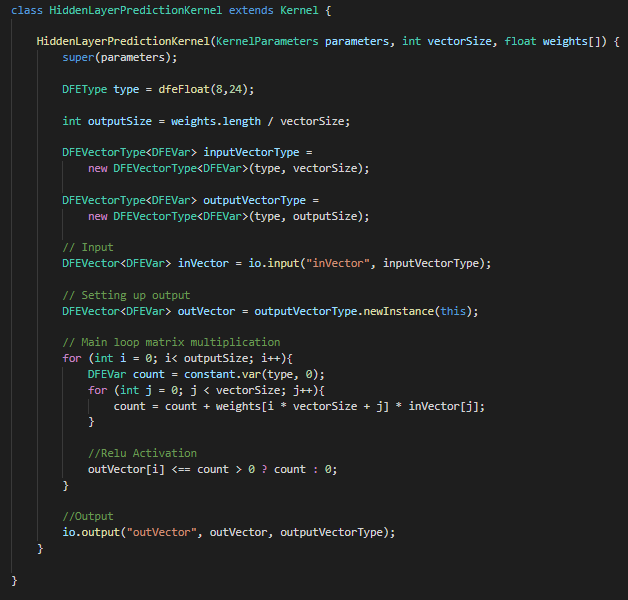 class HiddenLayerPredictionKernel extends Kernel {
HiddenLayerPredictionKernel(KernelParameters parameters, int vectorSize, float weights[]) {
super(parameters);
DFEType type = dfeFloat(8,24);
int outputSize = weights.length / vectorSize;
DFEVectorType<DFEVar> inputVectorType =
new DFEVectorType<DFEVar>(type, vectorSize);
DFEVectorType<DFEVar> outputVectorType =
new DFEVectorType<DFEVar>(type, outputSize);
// Input
DFEVector<DFEVar> inVector = io.input("inVector", inputVectorType);
// Setting up output
DFEVector<DFEVar> outVector = outputVectorType.newInstance(this);
// Main loop matrix multiplication
for (int i = 0; i< outputSize; i++){
DFEVar count = constant.var(type, 0);
for (int j = 0; j < vectorSize; j++){
count = count + weights[i * vectorSize + j] * inVector[j];
}
//Relu Activation
outVector[i] <== count > 0 ? count : 0;
}
//Output
io.output("outVector", outVector, outputVectorType);
}
}